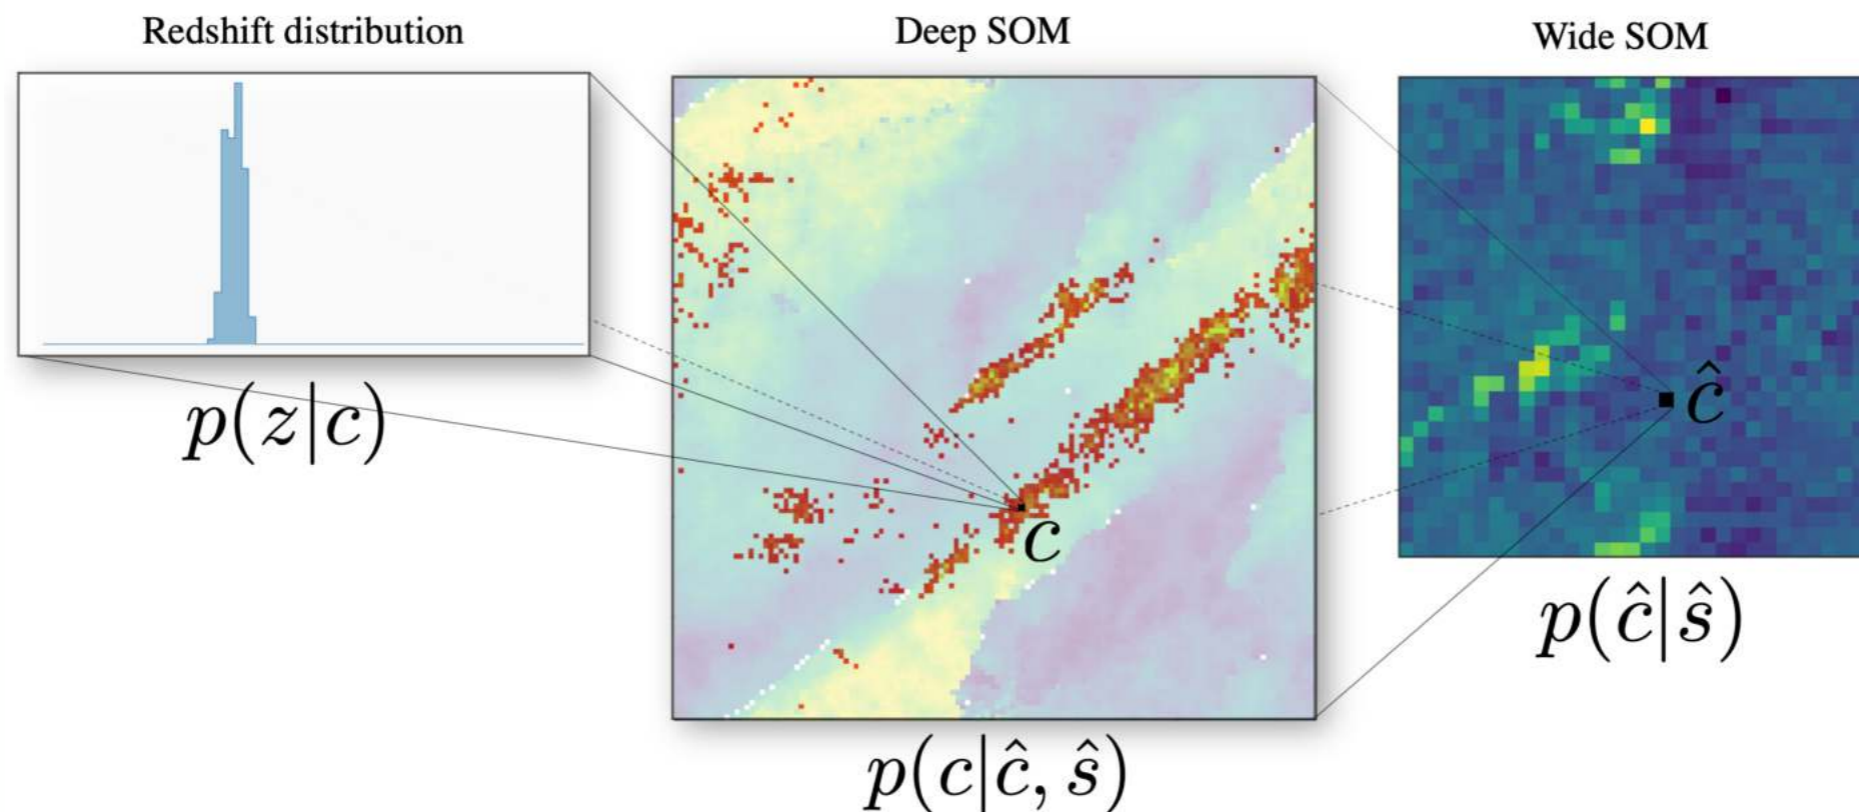 Redshift distribution
Deep SOM
Wide SOM
p(z|c)
c
ĉ
p(ĉ|ŝ)
p(c|ĉ, ŝ)